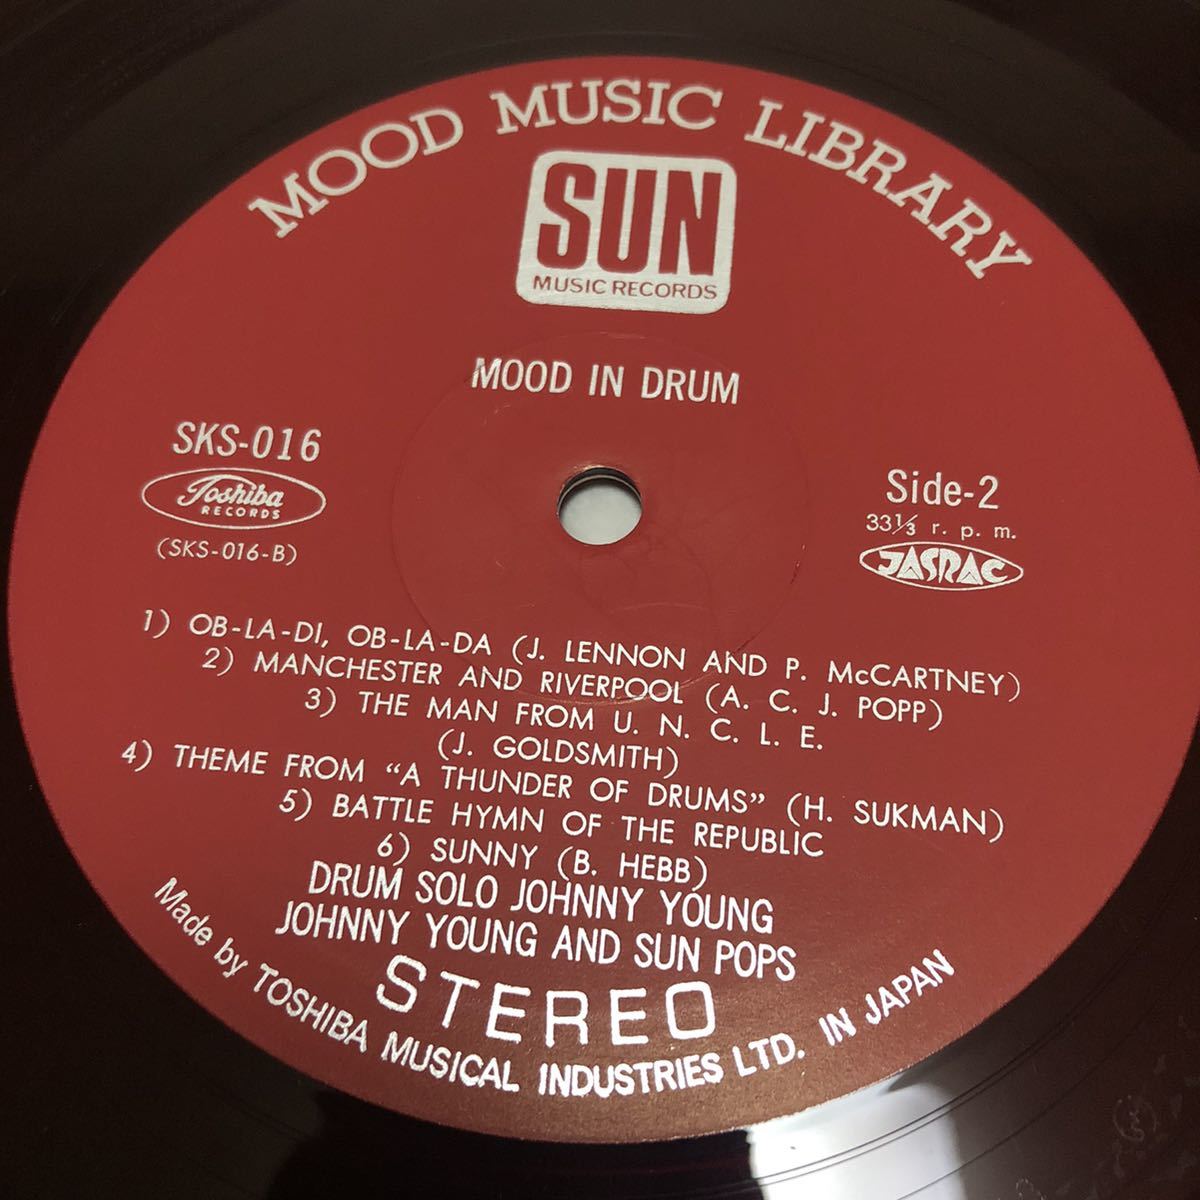 MOOD MUSIC LIBRARY
SUN
MUSIC RECORDS
MOOD IN DRUM
SKS-016
Toshiba
RECORDS
(SKS-016-B)
Side-2
33⅓ r. p. m.
JASRAC
1) OB-LA-DI, OB-LA-DA (J. LENNON AND P. McCARTNEY)
2) MANCHESTER AND RIVERPOOL (A. C. J. POPP)
3) THE MAN FROM U. N. C. L. E.
(J. GOLDSMITH)
4) THEME FROM “A THUNDER OF DRUMS” (H. SUKMAN)
5) BATTLE HYMN OF THE REPUBLIC
6) SUNNY (B. HEBB)
DRUM SOLO JOHNNY YOUNG
JOHNNY YOUNG AND SUN POPS
STEREO
Made by TOSHIBA MUSICAL INDUSTRIES LTD. IN JAPAN